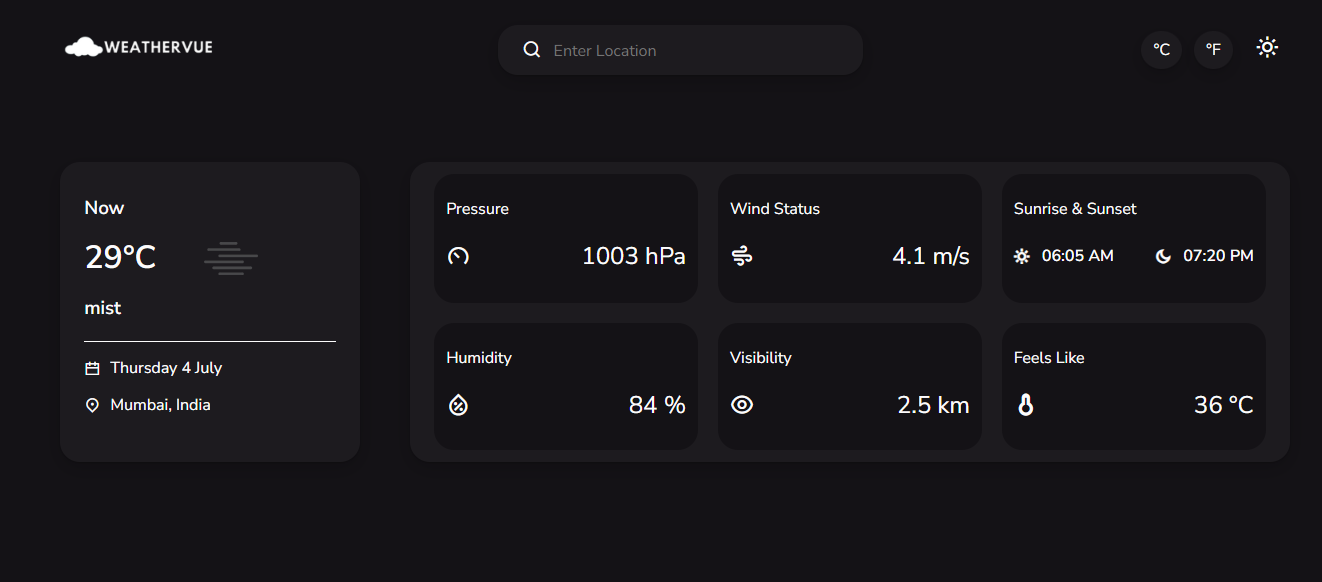 WEATHERVUE
Enter Location
°C
°F
Now
29°C
mist
Thursday 4 July
Mumbai, India
Pressure
1003 hPa
Wind Status
4.1 m/s
Sunrise & Sunset
06:05 AM
07:20 PM
Humidity
84 %
Visibility
2.5 km
Feels Like
36 °C